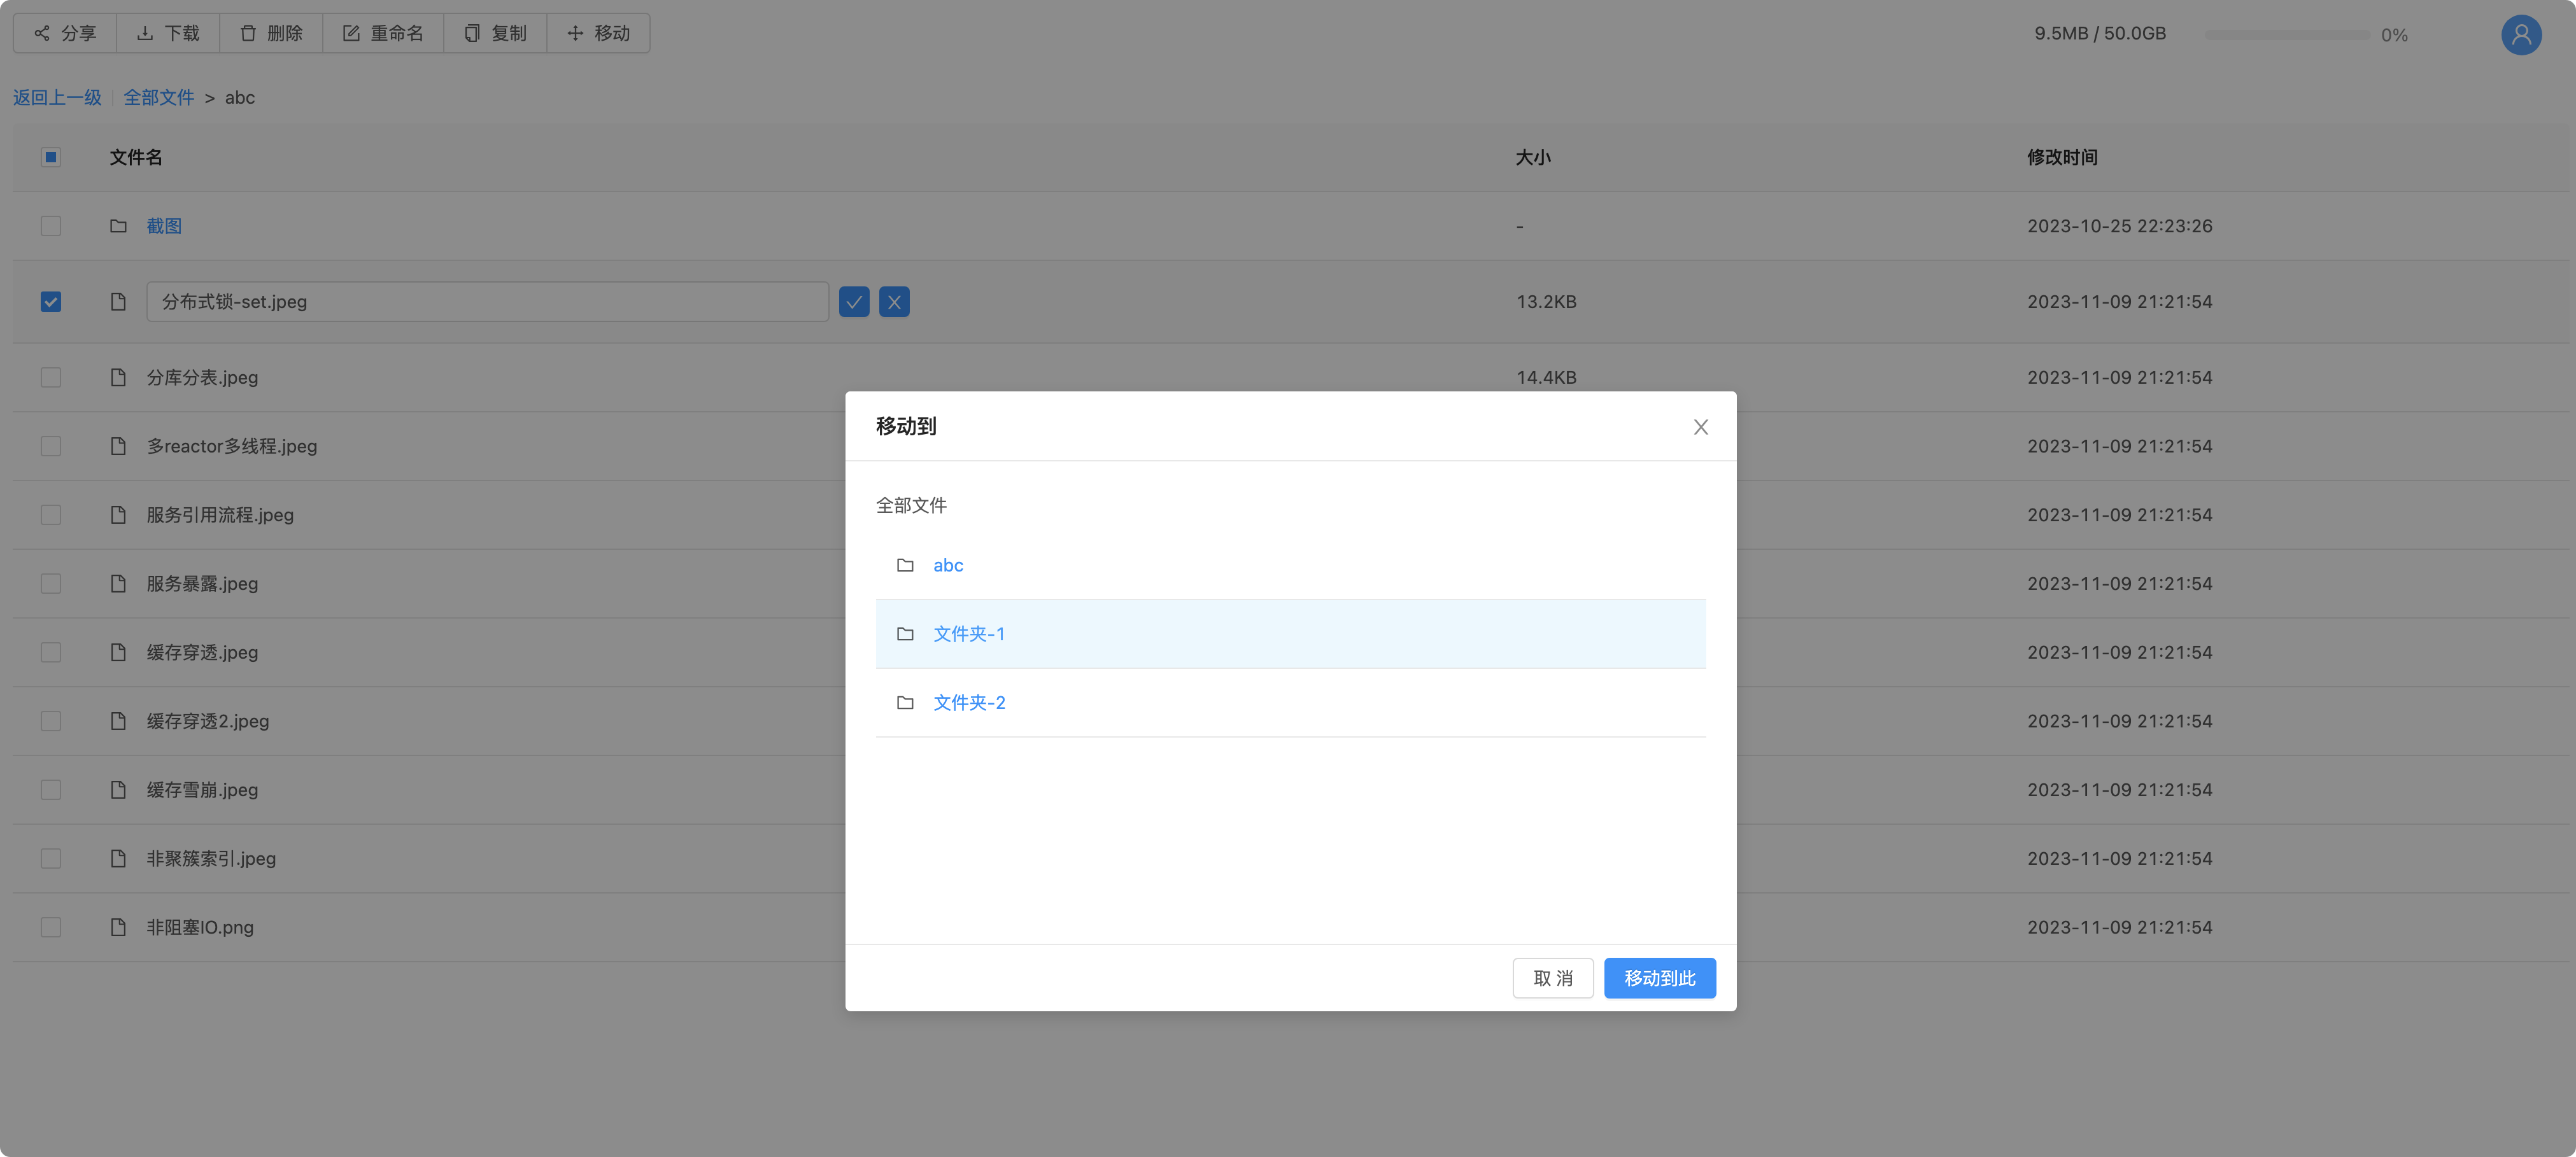 分享 下载 删除 重命名 复制 移动 9.5MB / 50.0GB 0%
返回上一级 全部文件 > abc
文件名 大小 修改时间
截图 - 2023-10-25 22:23:26
分布式锁-set.jpeg 13.2KB 2023-11-09 21:21:54
分库分表.jpeg 14.4KB 2023-11-09 21:21:54
多reactor多线程.jpeg 2023-11-09 21:21:54
服务引用流程.jpeg 2023-11-09 21:21:54
服务暴露.jpeg 2023-11-09 21:21:54
缓存穿透.jpeg 2023-11-09 21:21:54
缓存穿透2.jpeg 2023-11-09 21:21:54
缓存雪崩.jpeg 2023-11-09 21:21:54
非聚簇索引.jpeg 2023-11-09 21:21:54
非阻塞IO.png 2023-11-09 21:21:54
移动到
全部文件
abc
文件夹-1
文件夹-2
取 消 移动到此